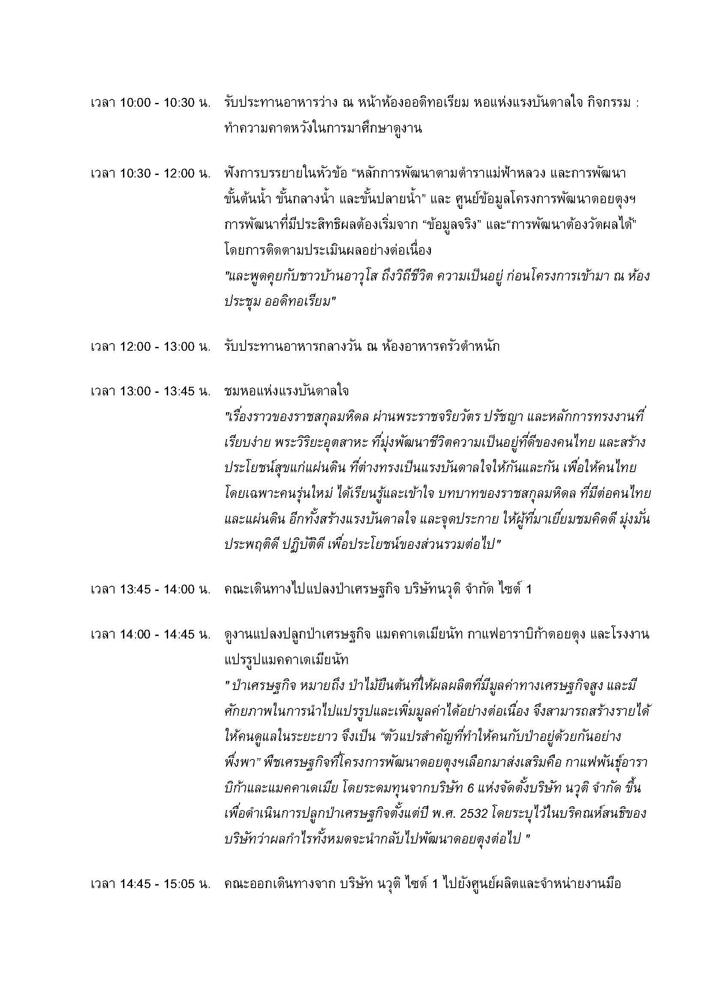 เวลา 10:00 - 10:30 น. รับประทานอาหารว่าง ณ หน้าห้องออดิทอเรียม หอแห่งแรงบันดาลใจ กิจกรรม :
ทำความคาดหวังในการมาศึกษาดูงาน
เวลา 10:30 - 12:00 น. ฟังการบรรยายในหัวข้อ “หลักการพัฒนาตามตำราแม่ฟ้าหลวง และการพัฒนา
ขั้นต้นน้ำ ขั้นกลางน้ำ และขั้นปลายน้ำ” และ ศูนย์ข้อมูลโครงการพัฒนาดอยตุงฯ
การพัฒนาที่มีประสิทธิผลต้องเริ่มจาก “ข้อมูลจริง” และ“การพัฒนาต้องวัดผลได้”
โดยการติดตามประเมินผลอย่างต่อเนื่อง
"และพูดคุยกับชาวบ้านอาวุโส ถึงวิถีชีวิต ความเป็นอยู่ ก่อนโครงการเข้ามา ณ ห้อง
ประชุม ออดิทอเรียม"
เวลา 12:00 - 13:00 น. รับประทานอาหารกลางวัน ณ ห้องอาหารครัวตำหนัก
เวลา 13:00 - 13:45 น. ชมหอแห่งแรงบันดาลใจ
"เรื่องราวของราชสกุลมหิดล ผ่านพระราชจริยวัตร ปรัชญา และหลักการทรงงานที่
เรียบง่าย พระวิริยะอุตสาหะ ที่มุ่งพัฒนาชีวิตความเป็นอยู่ที่ดีของคนไทย และสร้าง
ประโยชน์สุขแก่แผ่นดิน ที่ต่างทรงเป็นแรงบันดาลใจให้กันและกัน เพื่อให้คนไทย
โดยเฉพาะคนรุ่นใหม่ ได้เรียนรู้และเข้าใจ บทบาทของราชสกุลมหิดล ที่มีต่อคนไทย
และแผ่นดิน อีกทั้งสร้างแรงบันดาลใจ และจุดประกาย ให้ผู้ที่มาเยี่ยมชมคิดดี มุ่งมั่น
ประพฤติดี ปฏิบัติดี เพื่อประโยชน์ของส่วนรวมต่อไป"
เวลา 13:45 - 14:00 น. คณะเดินทางไปแปลงป่าเศรษฐกิจ บริษัทนวุติ จำกัด ไซต์ 1
เวลา 14:00 - 14:45 น. ดูงานแปลงปลูกป่าเศรษฐกิจ แมคคาเดเมียนัท กาแฟอาราบิก้าดอยตุง และโรงงาน
แปรรูปแมคคาเดเมียนัท
" ป่าเศรษฐกิจ หมายถึง ป่าไม้ยืนต้นที่ให้ผลผลิตที่มีมูลค่าทางเศรษฐกิจสูง และมี
ศักยภาพในการนำไปแปรรูปและเพิ่มมูลค่าได้อย่างต่อเนื่อง จึงสามารถสร้างรายได้
ให้คนดูแลในระยะยาว จึงเป็น “ตัวแปรสำคัญที่ทำให้คนกับป่าอยู่ด้วยกันอย่าง
พึ่งพา” พืชเศรษฐกิจที่โครงการพัฒนาดอยตุงฯเลือกมาส่งเสริมคือ กาแฟพันธุ์อารา
บิก้าและแมคคาเดเมีย โดยระดมทุนจากบริษัท 6 แห่งจัดตั้งบริษัท นวุติ จำกัด ขึ้น
เพื่อดำเนินการปลูกป่าเศรษฐกิจตั้งแต่ปี พ.ศ. 2532 โดยระบุไว้ในบริคณห์สนธิของ
บริษัทว่าผลกำไรทั้งหมดจะนำกลับไปพัฒนาดอยตุงต่อไป "
เวลา 14:45 - 15:05 น. คณะออกเดินทางจาก บริษัท นวุติ ไซด์ 1 ไปยังศูนย์ผลิตและจำหน่ายงานมือ